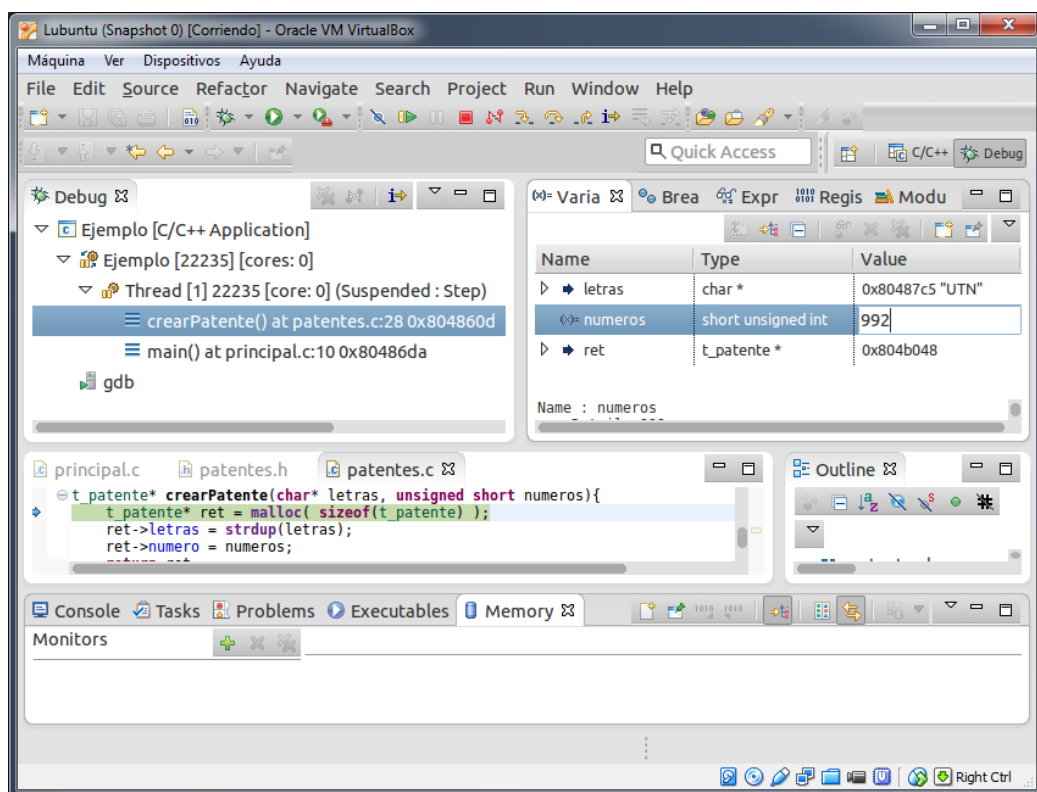 Lubuntu (Snapshot 0) [Corriendo] - Oracle VM VirtualBox
Máquina Ver Dispositivos Ayuda
File Edit Source Refactor Navigate Search Project Run Window Help
Quick Access C/C++ Debug
Debug
Ejemplo [C/C++ Application]
Ejemplo [22235] [cores: 0]
Thread [1] 22235 [core: 0] (Suspended : Step)
crearPatente() at patentes.c:28 0x804860d
main() at principal.c:10 0x80486da
gdb
(x)= Varia Brea Expr Regis Modu
Name Type Value
letras char * 0x80487c5 "UTN"
(x)= numeros short unsigned int 992
ret t_patente * 0x804b048
Name : numeros
principal.c patentes.h patentes.c
t_patente* crearPatente(char* letras, unsigned short numeros){
t_patente* ret = malloc( sizeof(t_patente) );
ret->letras = strdup(letras);
ret->numero = numeros;
Outline
Console Tasks Problems Executables Memory
Monitors
Right Ctrl